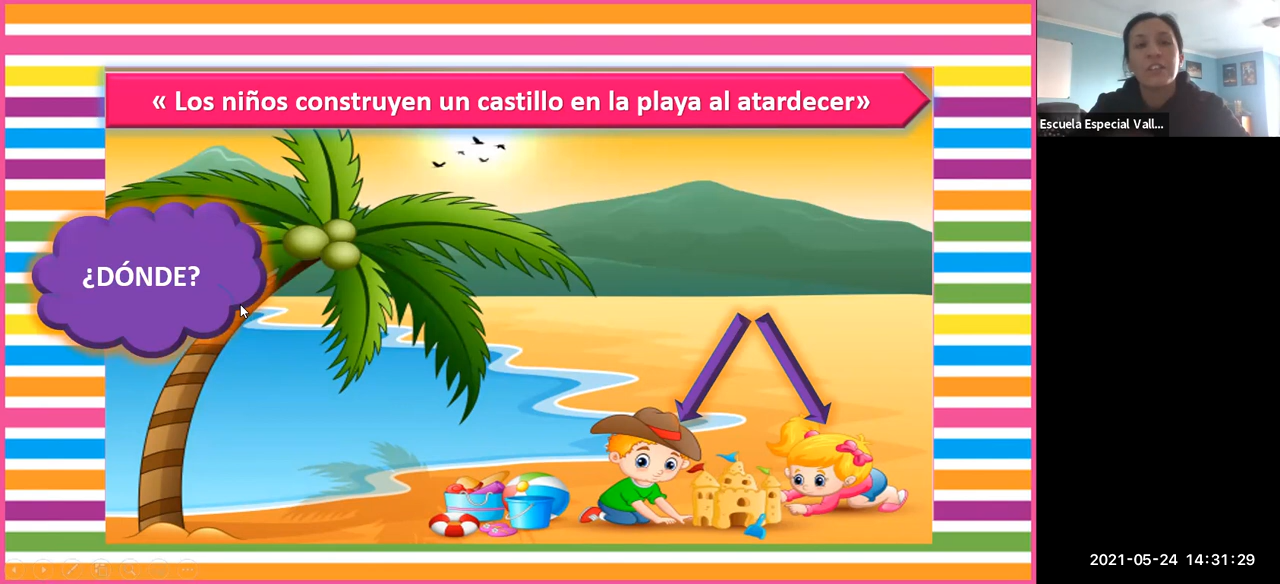 « Los niños construyen un castillo en la playa al atardecer»
¿DÓNDE?
Escuela Especial Vall...
2021-05-24 14:31:29